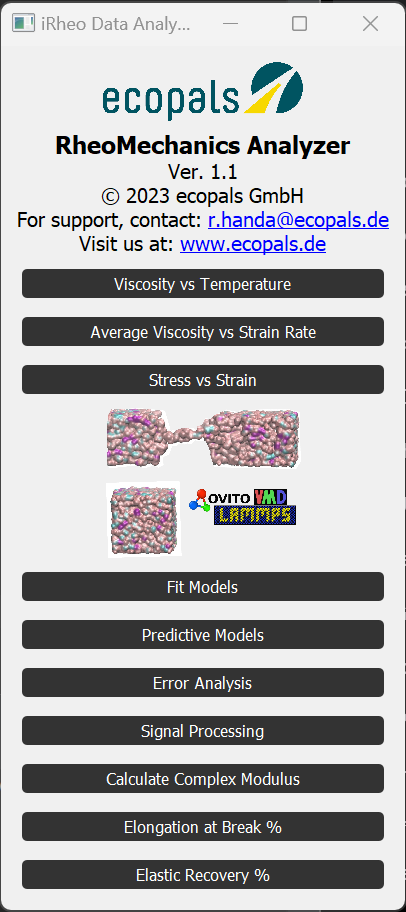 iRheo Data Analy...
ecopals
RheoMechanics Analyzer
Ver. 1.1
© 2023 ecopals GmbH
For support, contact: r.handa@ecopals.de
Visit us at: www.ecopals.de
Viscosity vs Temperature
Average Viscosity vs Strain Rate
Stress vs Strain
OVITO VMD
LAMMPS
Fit Models
Predictive Models
Error Analysis
Signal Processing
Calculate Complex Modulus
Elongation at Break %
Elastic Recovery %